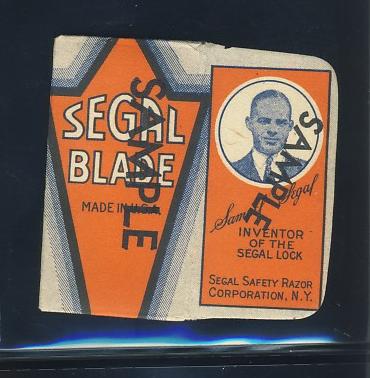 SEGAL
BLADE
MADE IN U.S.A.
SAMPLE
SAMPLE
Sam Segal
INVENTOR
OF THE
SEGAL LOCK
SEGAL SAFETY RAZOR
CORPORATION, N.Y.